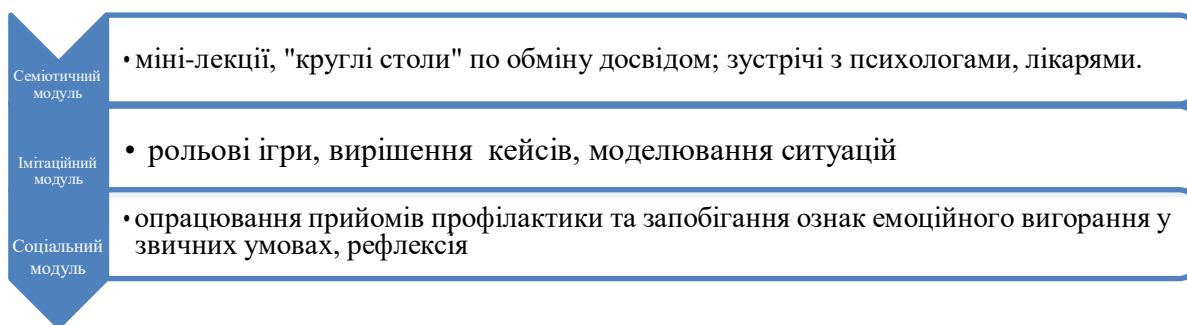 Семіотичний
модуль
• міні-лекції, "круглі столи" по обміну досвідом; зустрічі з психологами, лікарями.
Імітаційний
модуль
• рольові ігри, вирішення кейсів, моделювання ситуацій
Соціальний
модуль
• опрацювання прийомів профілактики та запобігання ознак емоційного вигорання у
звичних умовах, рефлексія